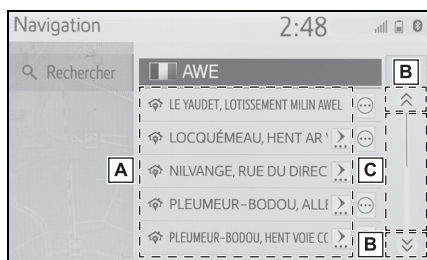 Navigation 2:48
Rechercher
AWE
B
LE YAUDET, LOTISSEMENT MILIN AWEL
LOCQUÉMEAU, HENT AR
A
NILVANGE, RUE DU DIREC
C
PLEUMEUR-BODOU, ALLE
PLEUMEUR-BODOU, HENT VOIE CC
B